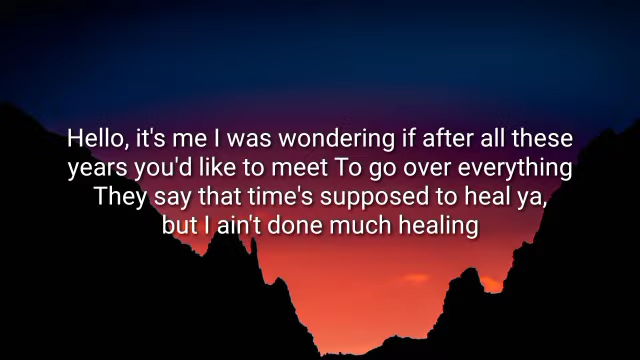 Hello, it's me I was wondering if after all these
years you'd like to meet To go over everything
They say that time's supposed to heal ya,
but I ain't done much healing